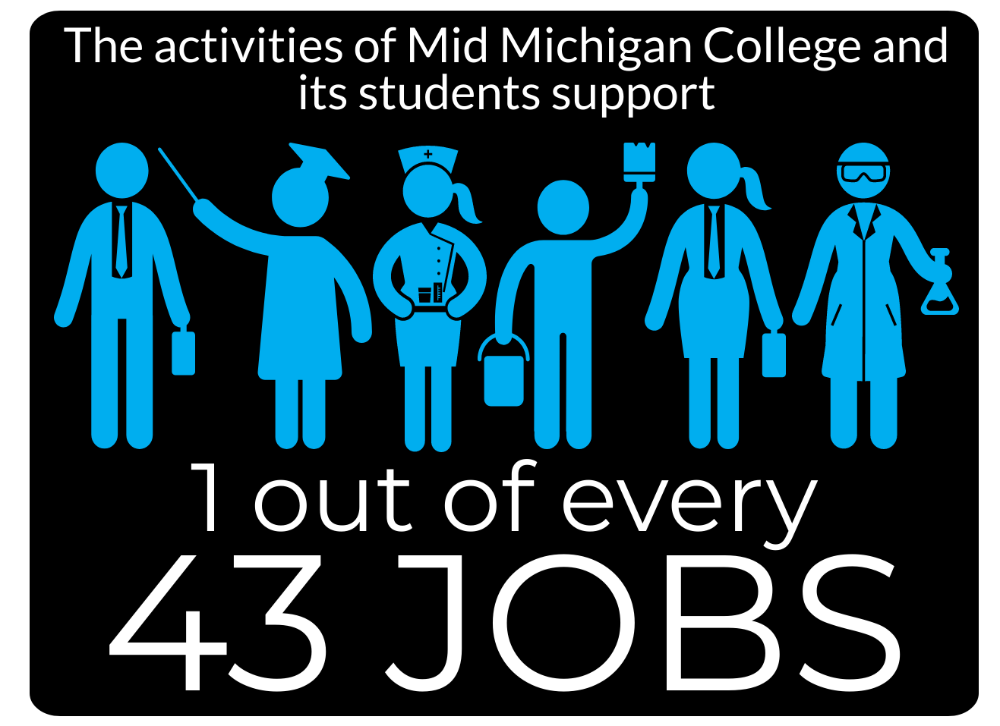 The activities of Mid Michigan College and
its students support
1 out of every
43 JOBS